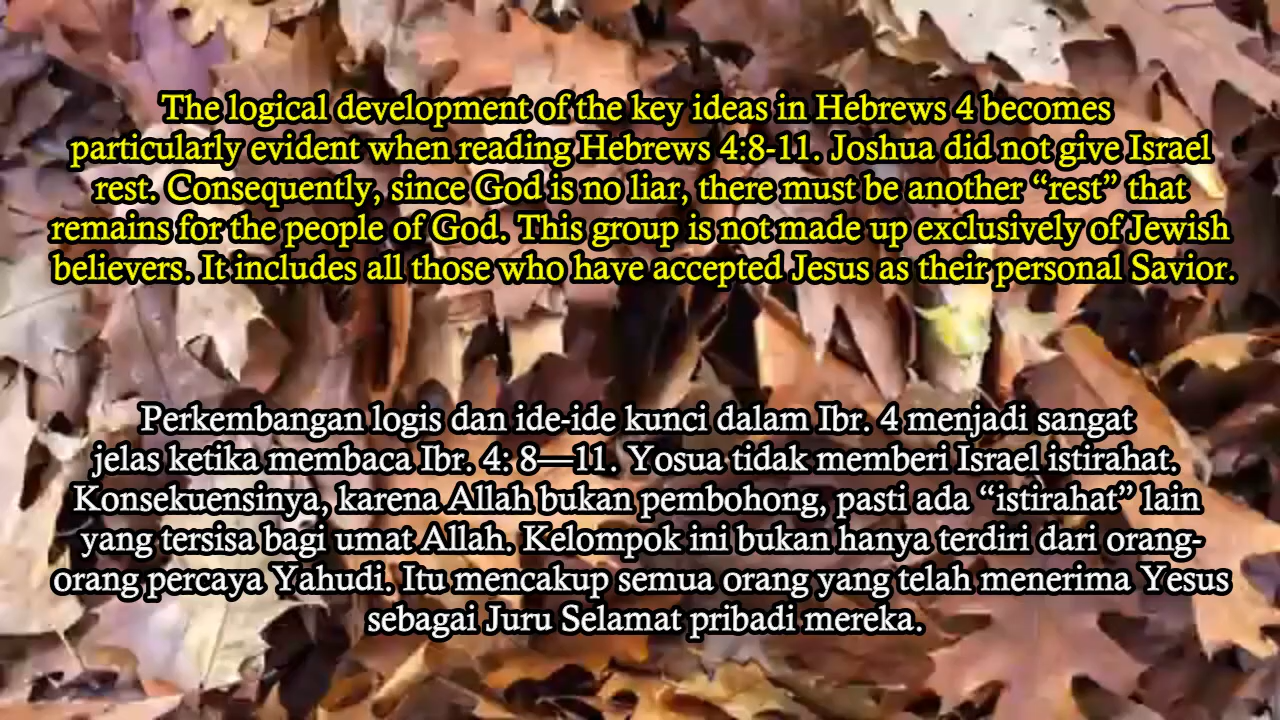 The logical development of the key ideas in Hebrews 4 becomes
particularly evident when reading Hebrews 4:8-11. Joshua did not give Israel
rest. Consequently, since God is no liar, there must be another “rest” that
remains for the people of God. This group is not made up exclusively of Jewish
believers. It includes all those who have accepted Jesus as their personal Savior.
Perkembangan logis dan ide-ide kunci dalam Ibr. 4 menjadi sangat
jelas ketika membaca Ibr. 4: 8—11. Yosua tidak memberi Israel istirahat.
Konsekuensinya, karena Allah bukan pembohong, pasti ada “istirahat” lain
yang tersisa bagi umat Allah. Kelompok ini bukan hanya terdiri dari orang-
orang percaya Yahudi. Itu mencakup semua orang yang telah menerima Yesus
sebagai Juru Selamat pribadi mereka.